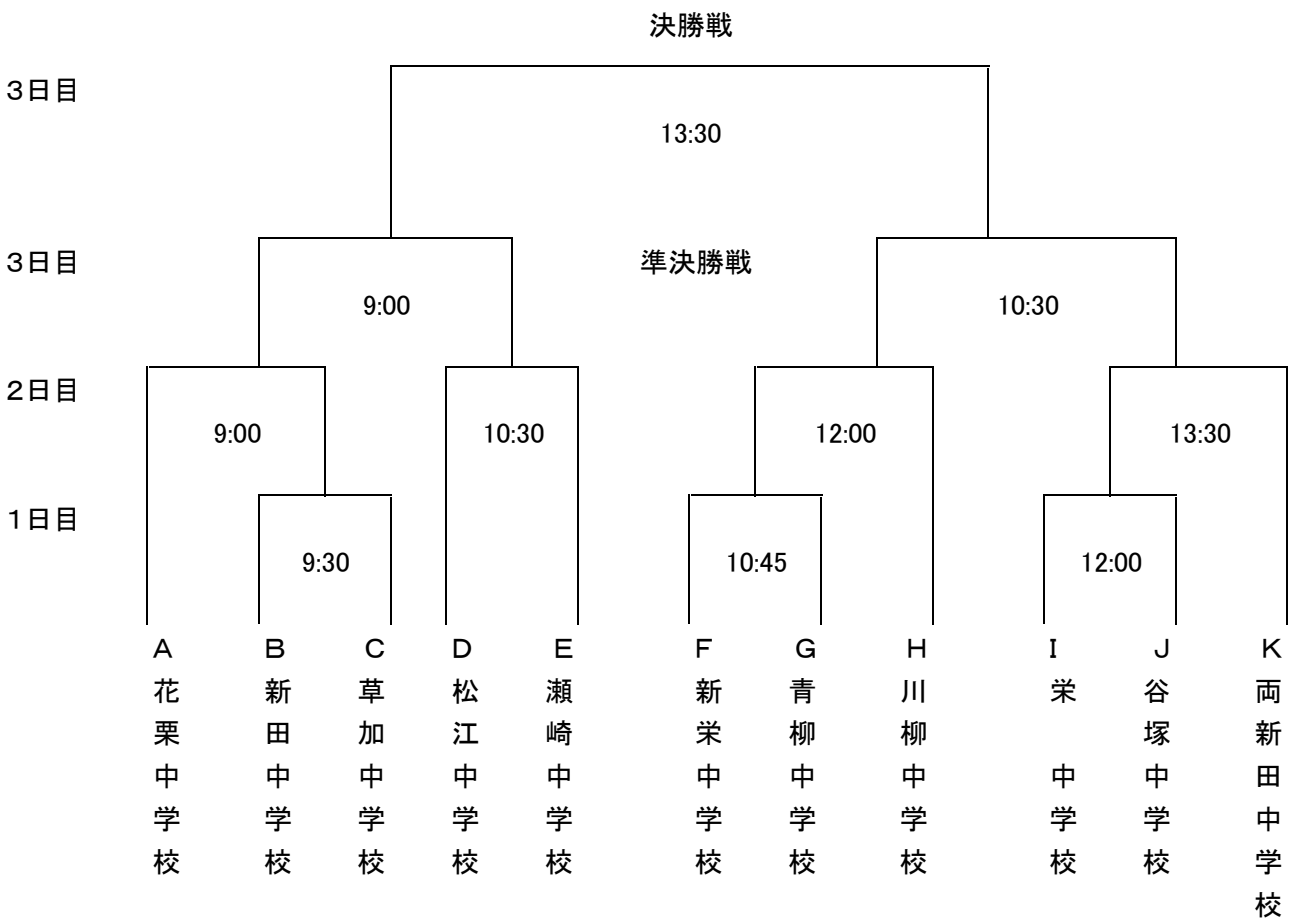 決勝戦
３日目
13:30
３日目
準決勝戦
9:00
10:30
２日目
9:00
10:30
12:00
13:30
１日目
9:30
10:45
12:00
A 花栗中学校
B 新田中学校
C 草加中学校
D 松江中学校
E 瀬崎中学校
F 新栄中学校
G 青柳中学校
H 川柳中学校
I 栄　中学校
J 谷塚中学校
K 両新田中学校